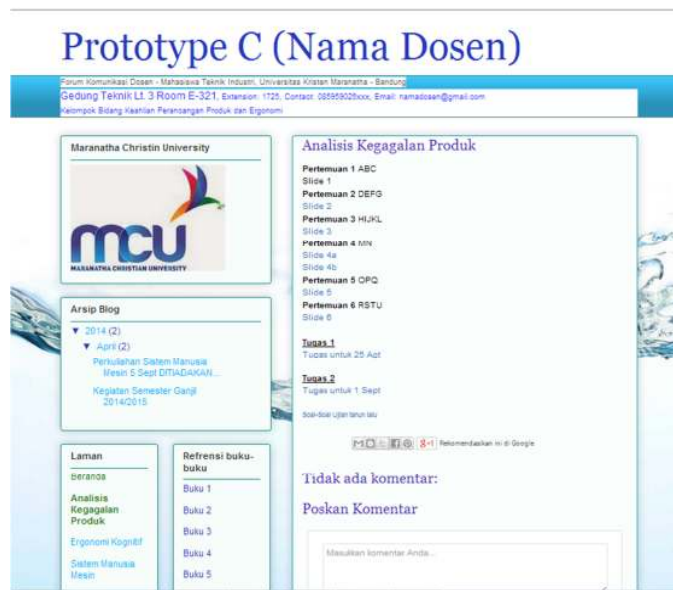 Prototype C (Nama Dosen)
Forum Komunikasi Dosen - Mahasiswa Teknik Industri, Universitas Kristen Maranatha - Bandung
Gedung Teknik Lt. 3 Room E-321, Extension: 1725, Contact: 085959025xxx, Email: namadosen@gmail.com
Kelompok Bidang Keahlian Perancangan Produk dan Ergonomi
Maranatha Christin University
mcu
MARANATHA CHRISTIAN UNIVERSITY
Arsip Blog
▼ 2014 (2)
▼ April (2)
Perkuliahan Sistem Manusia
Mesin 5 Sept DITIADAKAN...
Kegiatan Semester Ganjil
2014/2015
Laman
Beranda
Analisis
Kegagalan
Produk
Ergonomi Kognitif
Sistem Manusia
Mesin
Refrensi buku-
buku
Buku 1
Buku 2
Buku 3
Buku 4
Buku 5
Analisis Kegagalan Produk
Pertemuan 1 ABC
Slide 1
Pertemuan 2 DEFG
Slide 2
Pertemuan 3 HIJKL
Slide 3
Pertemuan 4 MN
Slide 4a
Slide 4b
Pertemuan 5 OPQ
Slide 5
Pertemuan 6 RSTU
Slide 6
Tugas 1
Tugas untuk 25 Agt
Tugas 2
Tugas untuk 1 Sept
Soal-Soal Ujian tahun lalu
g+1 Rekomendasikan ini di Google
Tidak ada komentar:
Poskan Komentar
Masukkan komentar Anda...